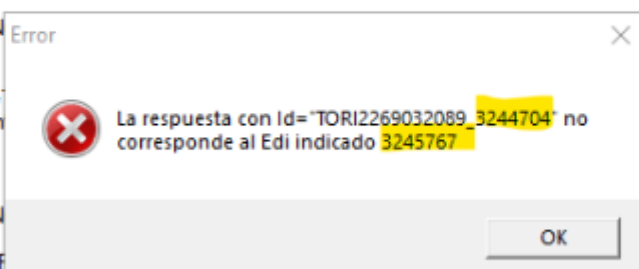 Error
La respuesta con Id="TORI2269032089_3244704" no
corresponde al Edi indicado 3245767
OK